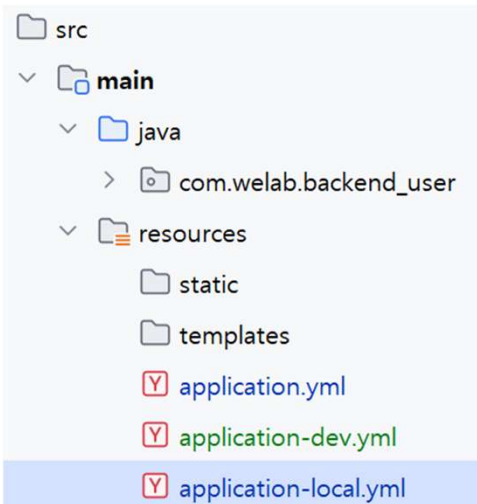 src
main
java
com.welab.backend_user
resources
static
templates
Y application.yml
Y application-dev.yml
Y application-local.yml